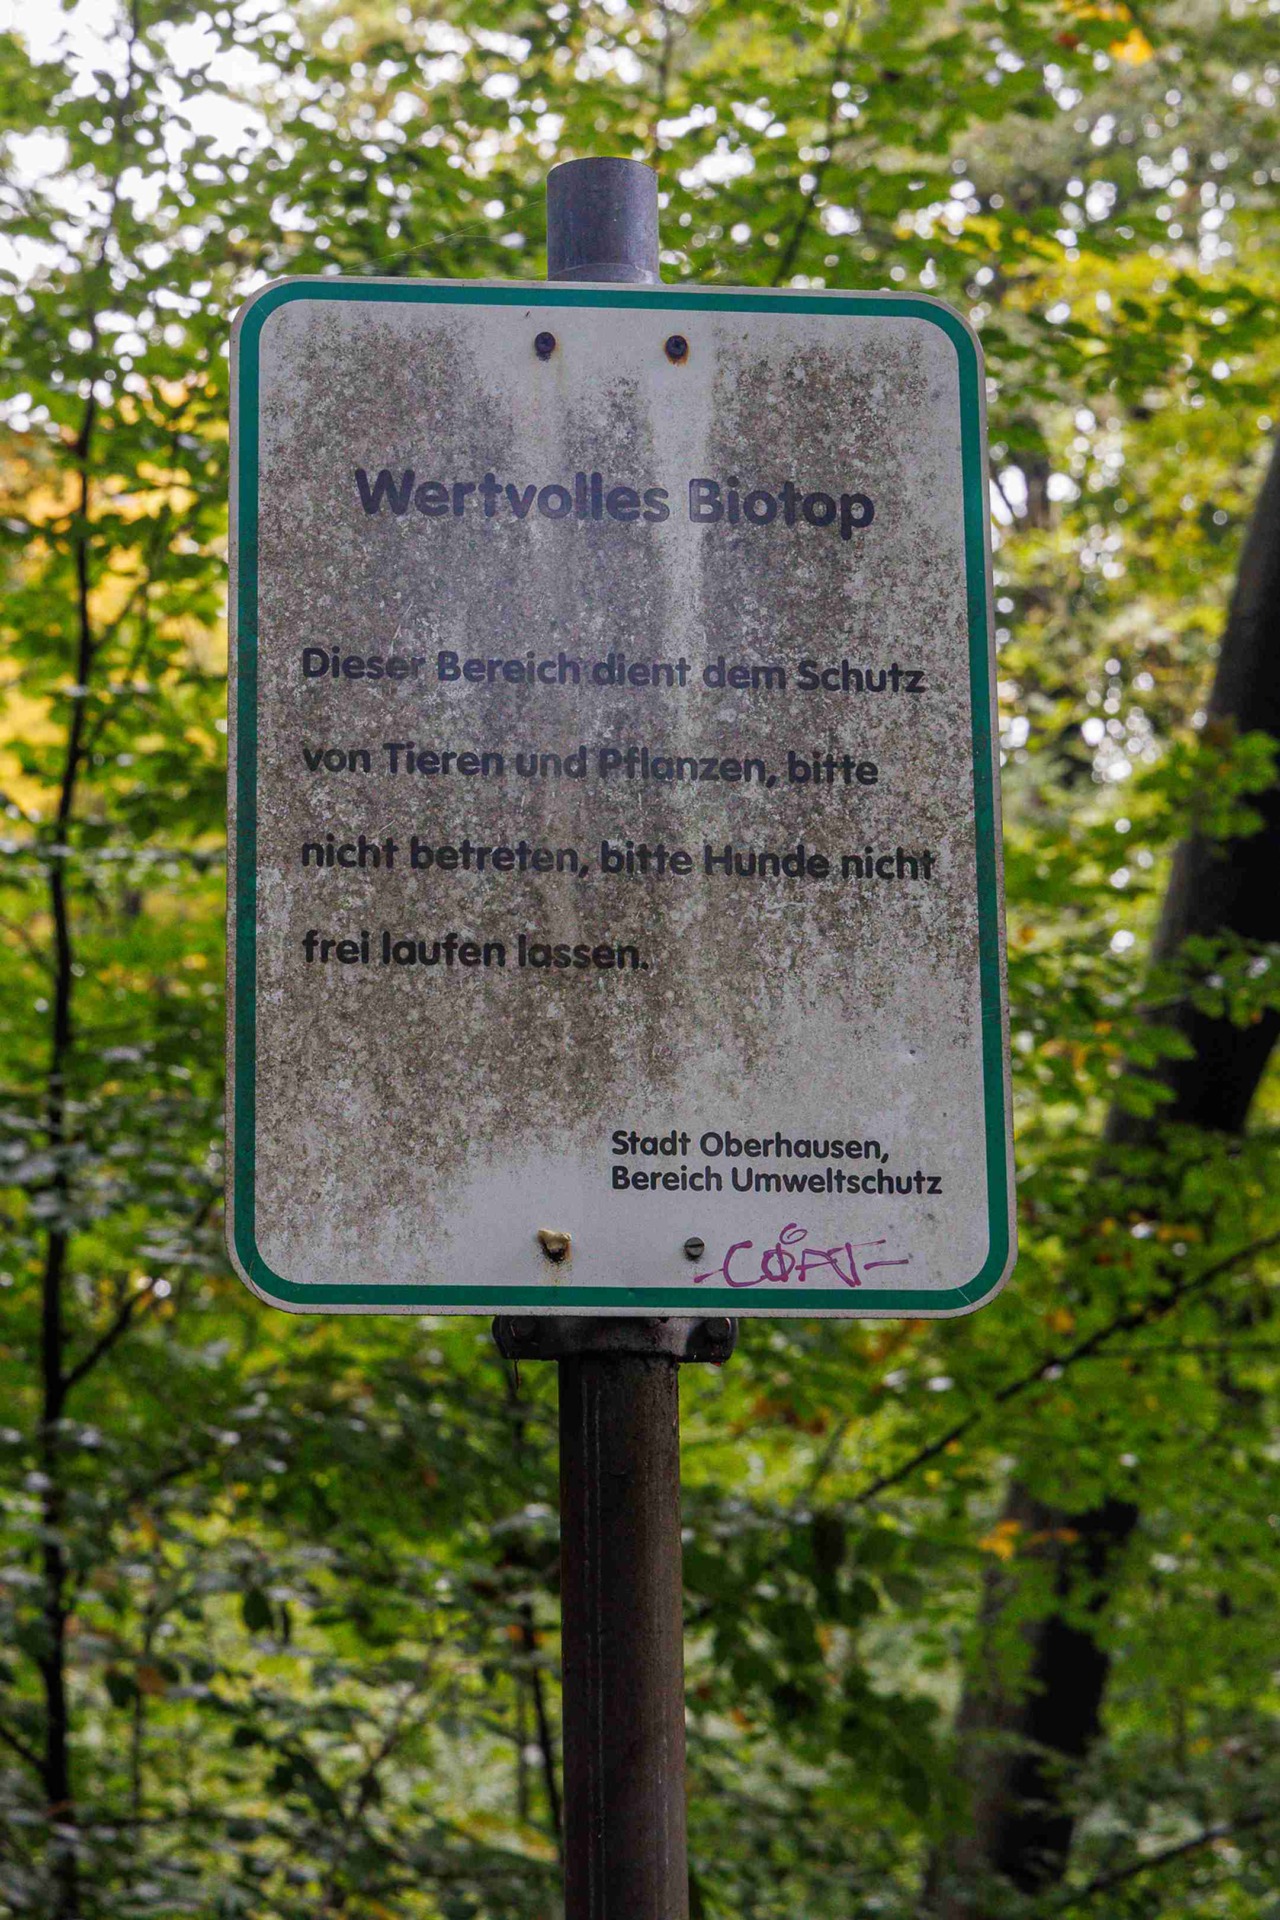 Wertvolles Biotop
Dieser Bereich dient dem Schutz
von Tieren und Pflanzen, bitte
nicht betreten, bitte Hunde nicht
frei laufen lassen.
Stadt Oberhausen,
Bereich Umweltschutz